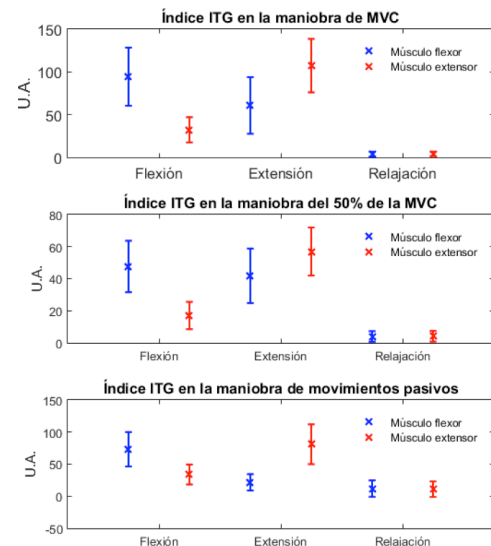 Índice ITG en la maniobra de MVC
150
100
50
0
U.A.
Músculo flexor
Músculo extensor
Flexión Extensión Relajación
Índice ITG en la maniobra del 50% de la MVC
80
60
40
20
0
U.A.
Músculo flexor
Músculo extensor
Flexión Extensión Relajación
Índice ITG en la maniobra de movimientos pasivos
150
100
50
0
-50
U.A.
Músculo flexor
Músculo extensor
Flexión Extensión Relajación